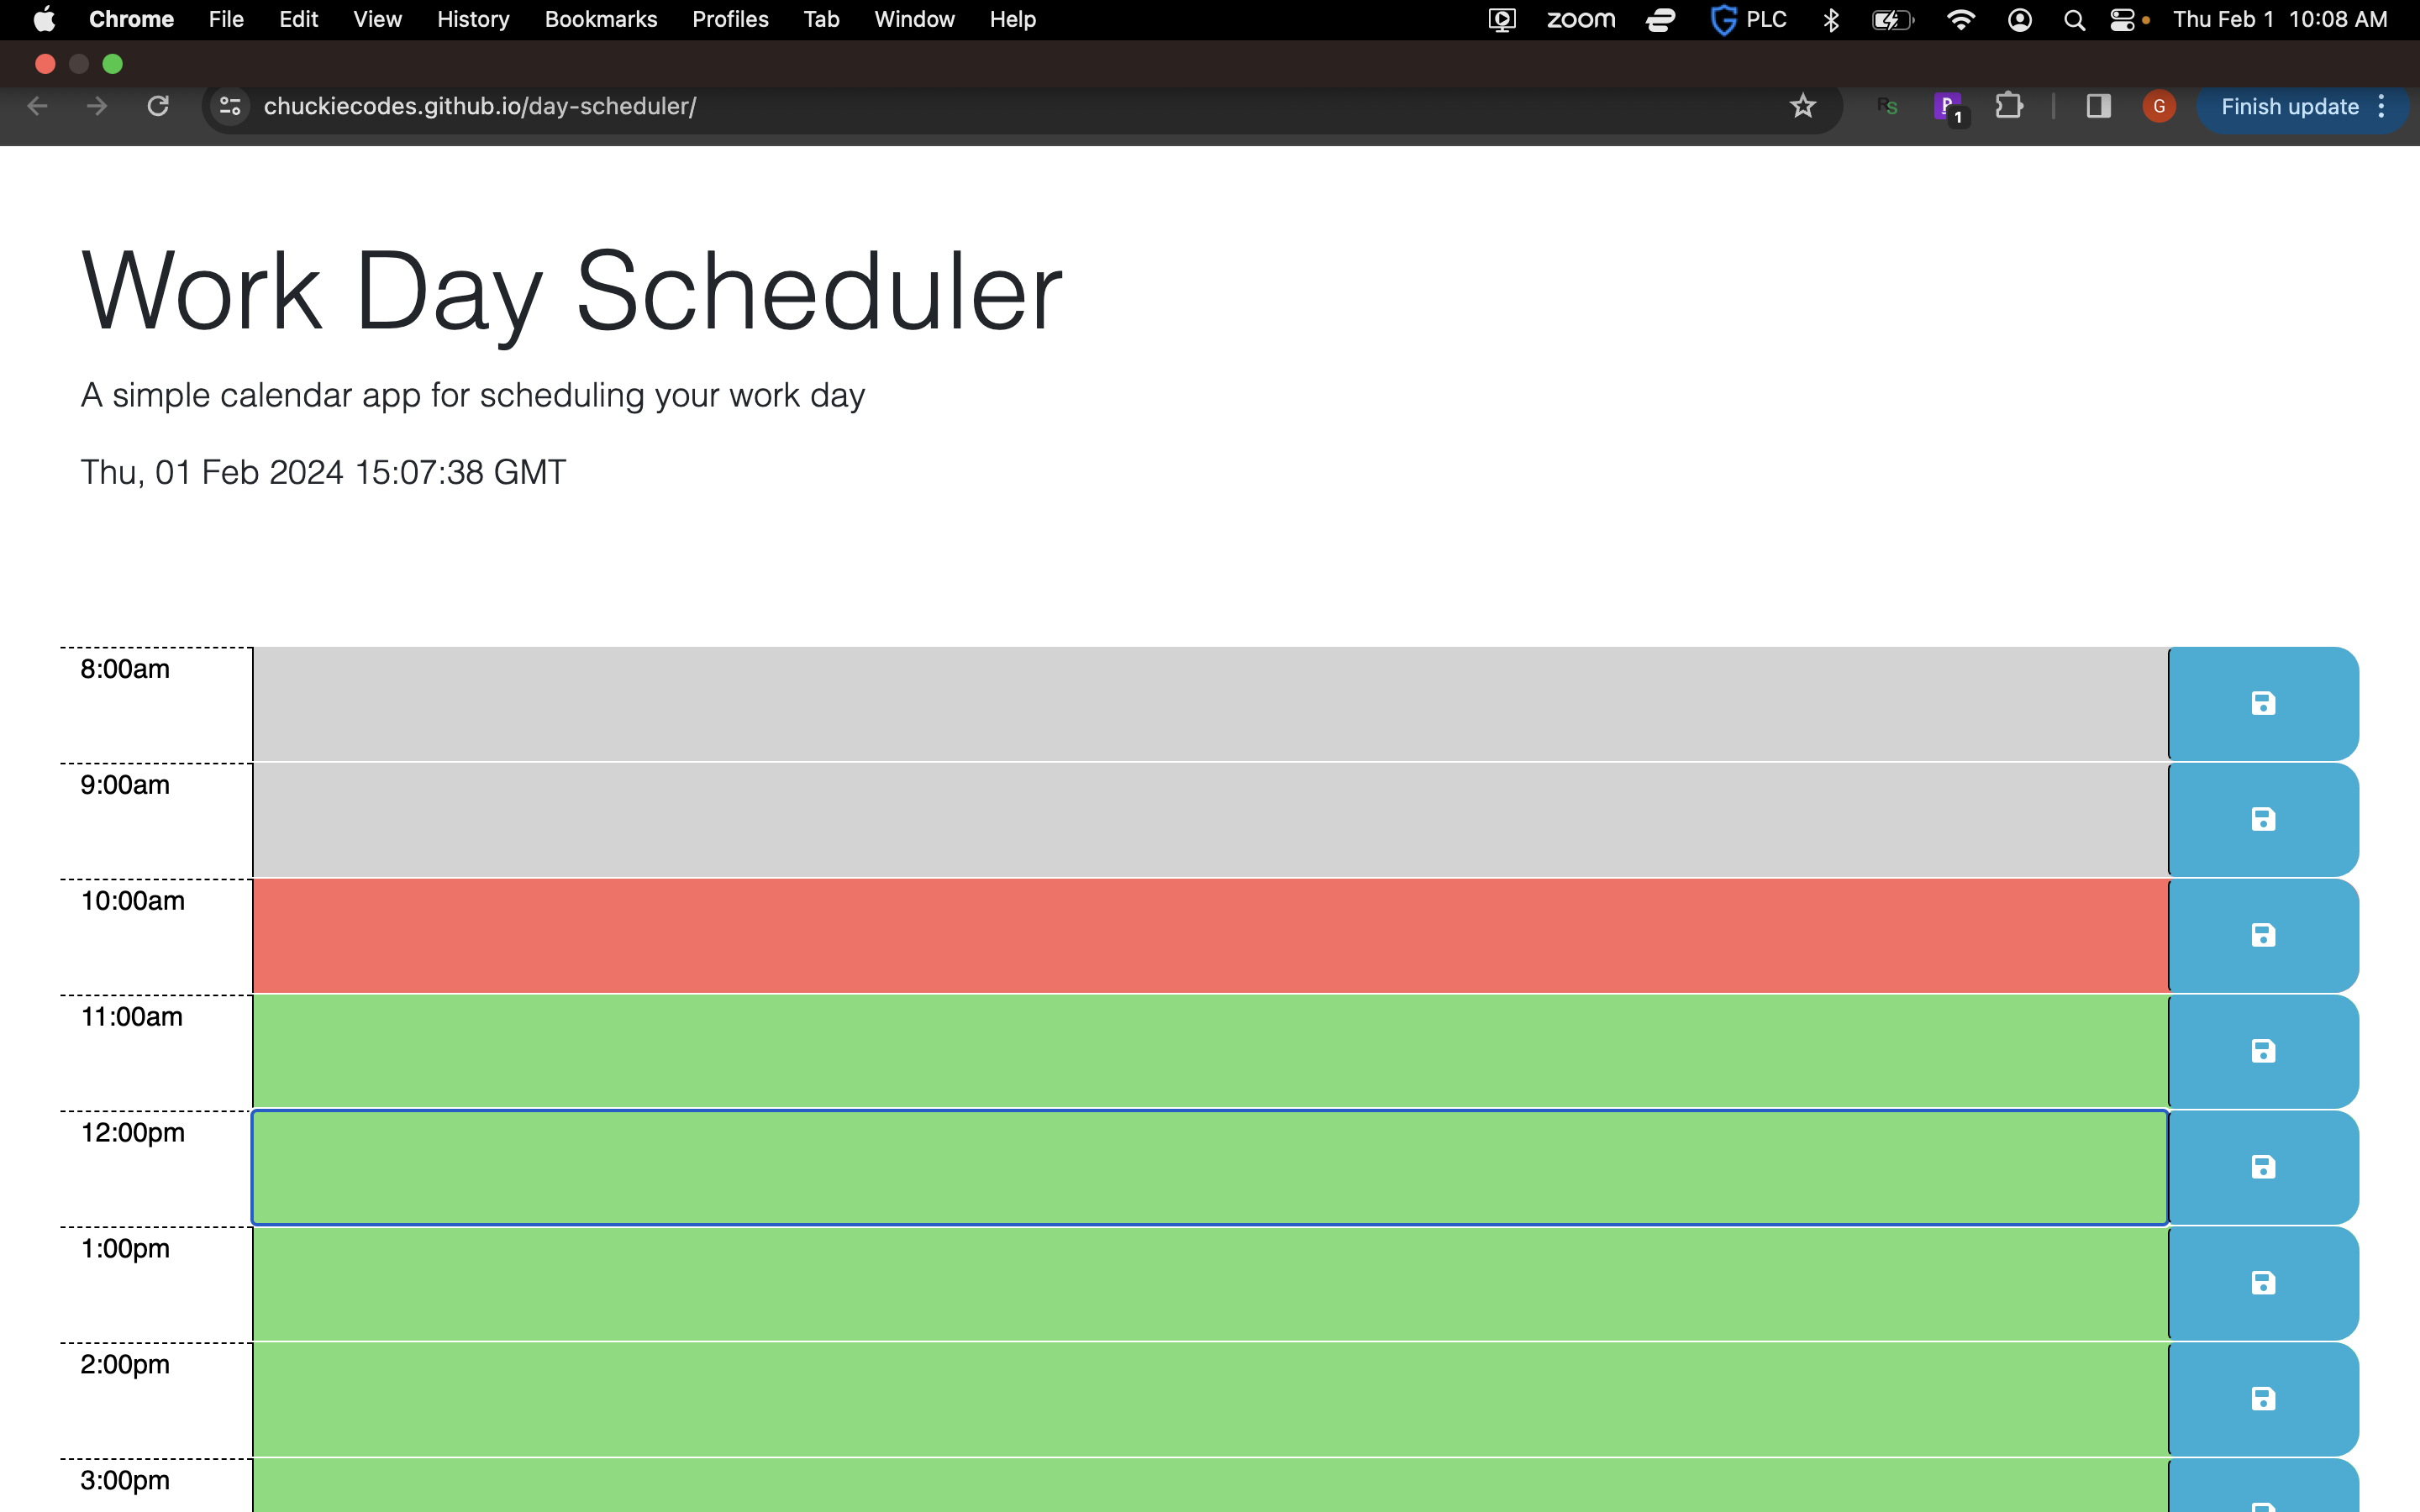 Chrome File Edit View History Bookmarks Profiles Tab Window Help zoom PLC Thu Feb 1 10:08 AM
chuckiecodes.github.io/day-scheduler/ RS 1 G Finish update
Work Day Scheduler
A simple calendar app for scheduling your work day
Thu, 01 Feb 2024 15:07:38 GMT
8:00am
9:00am
10:00am
11:00am
12:00pm
1:00pm
2:00pm
3:00pm